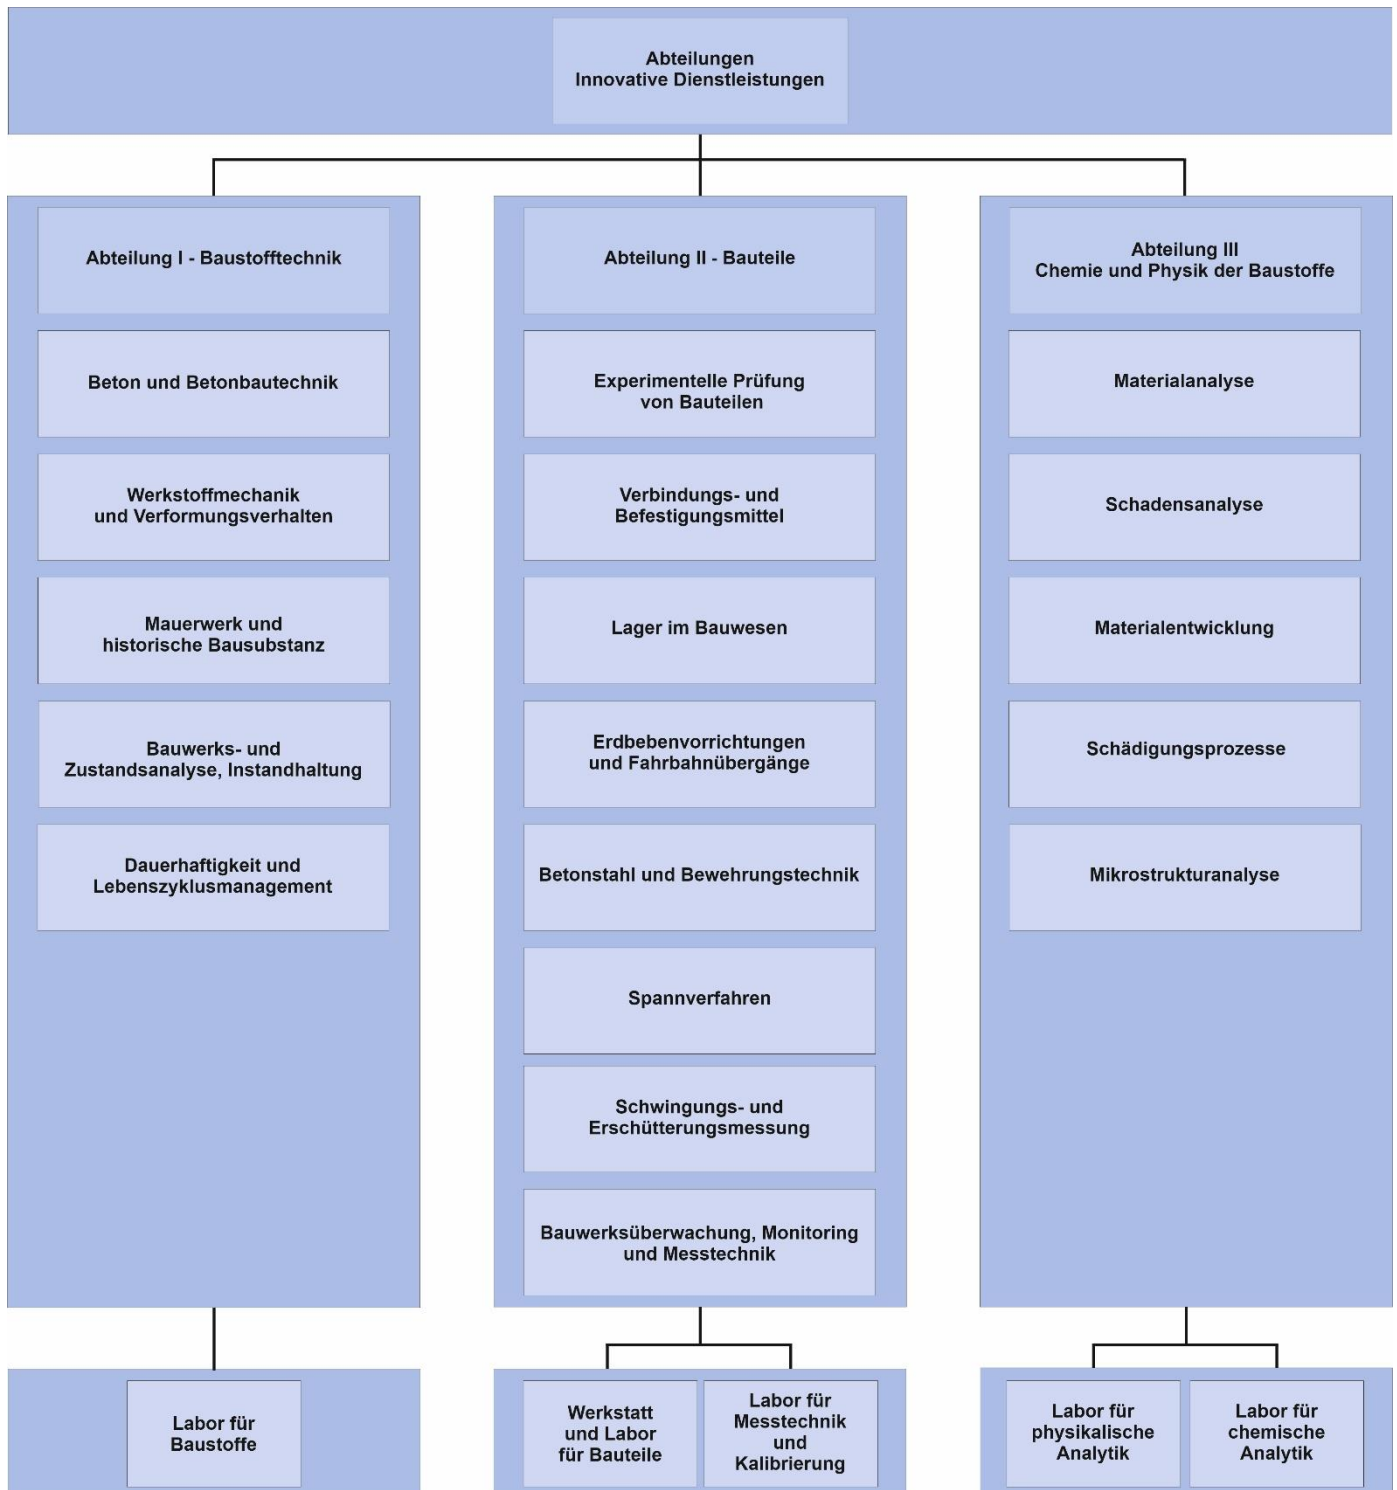 Abteilungen
Innovative Dienstleistungen
Abteilung I - Baustofftechnik
Beton und Betonbautechnik
Werkstoffmechanik
und Verformungsverhalten
Mauerwerk und
historische Bausubstanz
Bauwerks- und
Zustandsanalyse, Instandhaltung
Dauerhaftigkeit und
Lebenszyklusmanagement
Abteilung II - Bauteile
Experimentelle Prüfung
von Bauteilen
Verbindungs- und
Befestigungsmittel
Lager im Bauwesen
Erdbebenvorrichtungen
und Fahrbahnübergänge
Betonstahl und Bewehrungstechnik
Spannverfahren
Schwingungs- und
Erschütterungsmessung
Bauwerksüberwachung, Monitoring
und Messtechnik
Abteilung III
Chemie und Physik der Baustoffe
Materialanalyse
Schadensanalyse
Materialentwicklung
Schädigungsprozesse
Mikrostrukturanalyse
Labor für
Baustoffe
Werkstatt
und Labor
für Bauteile
Labor für
Messtechnik
und
Kalibrierung
Labor für
physikalische
Analytik
Labor für
chemische
Analytik